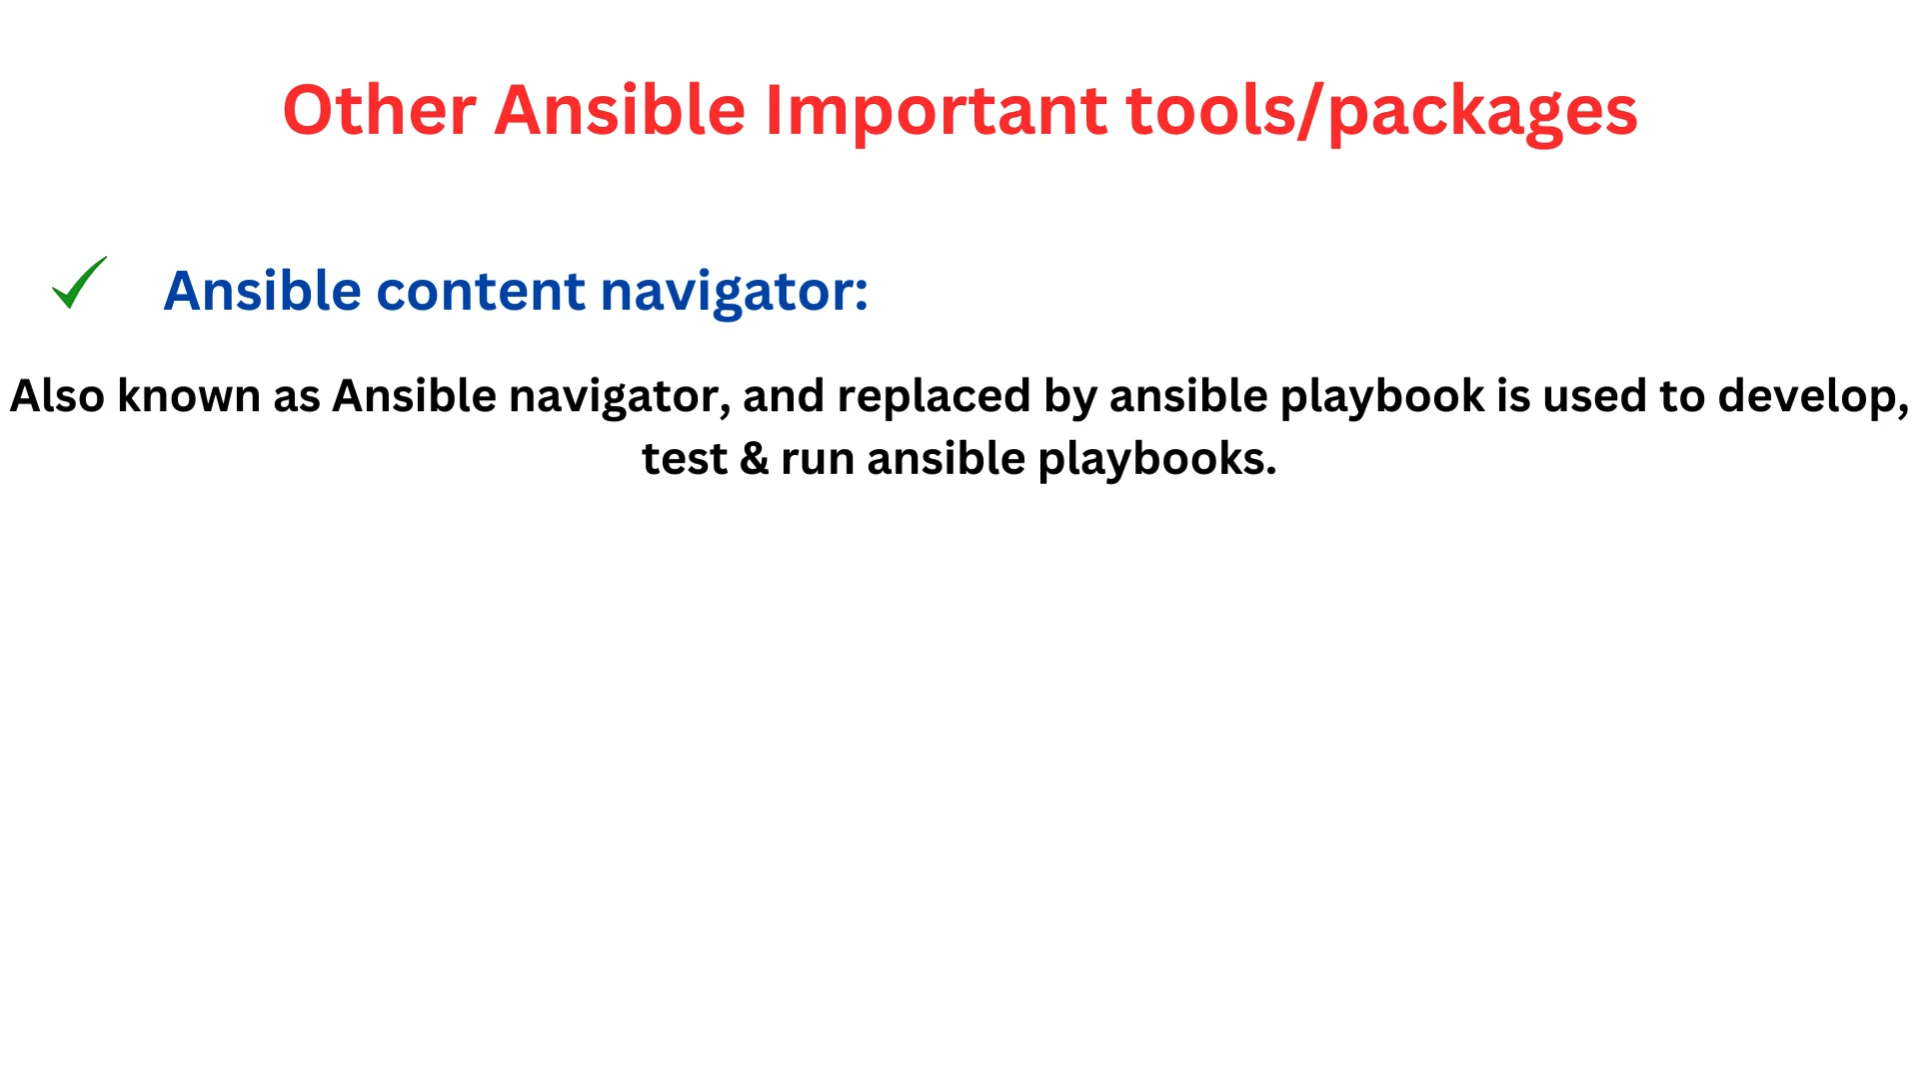 Other Ansible Important tools/packages
Ansible content navigator:
Also known as Ansible navigator, and replaced by ansible playbook is used to develop,
test & run ansible playbooks.